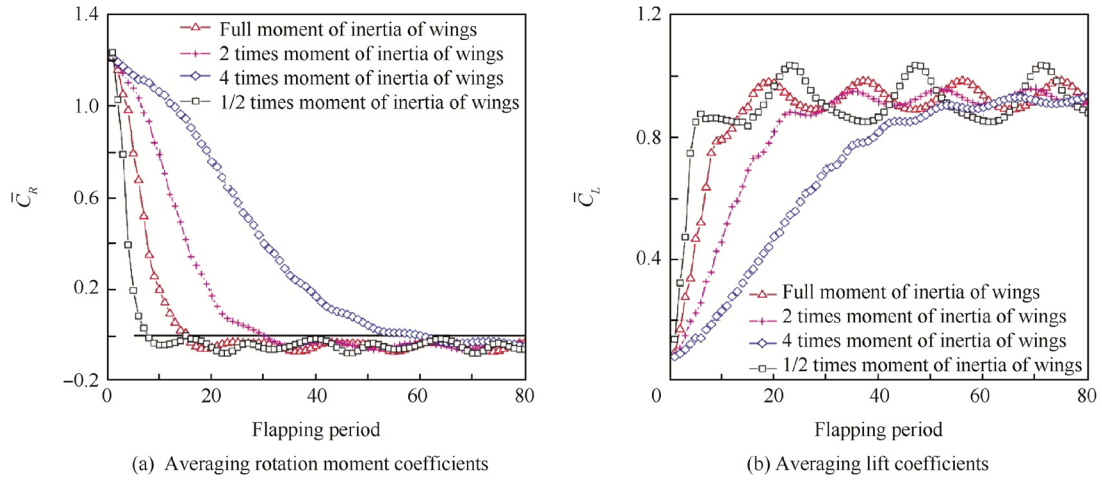 1.4
1.0
0.6
0.2
−0.2
C̄_R
0
20
40
60
80
Flapping period
Full moment of inertia of wings
2 times moment of inertia of wings
4 times moment of inertia of wings
1/2 times moment of inertia of wings
(a) Averaging rotation moment coefficients
1.2
0.8
0.4
C̄_L
0
20
40
60
80
Flapping period
Full moment of inertia of wings
2 times moment of inertia of wings
4 times moment of inertia of wings
1/2 times moment of inertia of wings
(b) Averaging lift coefficients